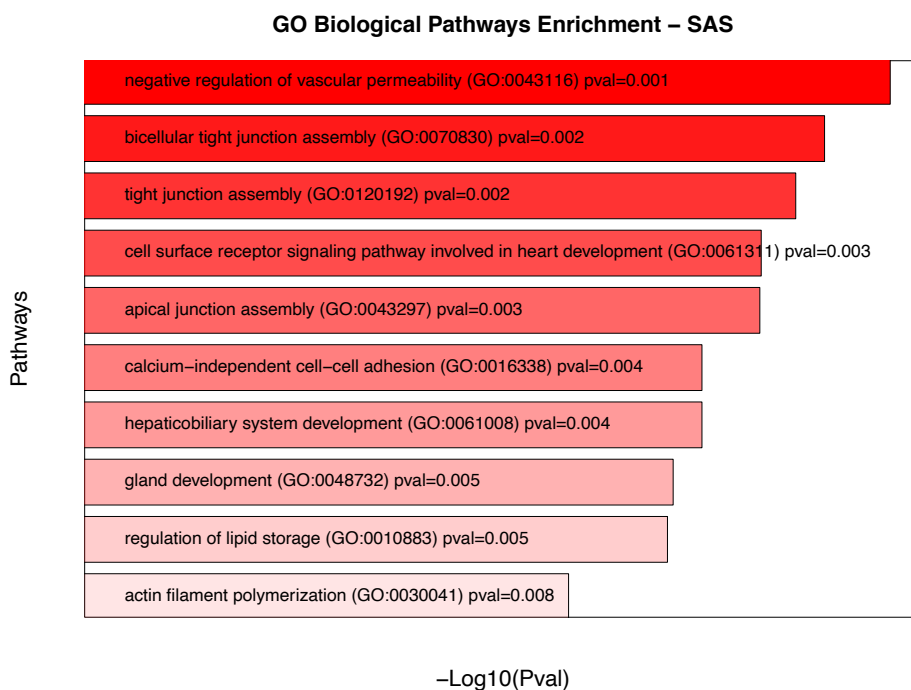 GO Biological Pathways Enrichment – SAS
negative regulation of vascular permeability (GO:0043116) pval=0.001
bicellular tight junction assembly (GO:0070830) pval=0.002
tight junction assembly (GO:0120192) pval=0.002
cell surface receptor signaling pathway involved in heart development (GO:0061311) pval=0.003
apical junction assembly (GO:0043297) pval=0.003
calcium−independent cell−cell adhesion (GO:0016338) pval=0.004
hepaticobiliary system development (GO:0061008) pval=0.004
gland development (GO:0048732) pval=0.005
regulation of lipid storage (GO:0010883) pval=0.005
actin filament polymerization (GO:0030041) pval=0.008
Pathways
−Log10(Pval)